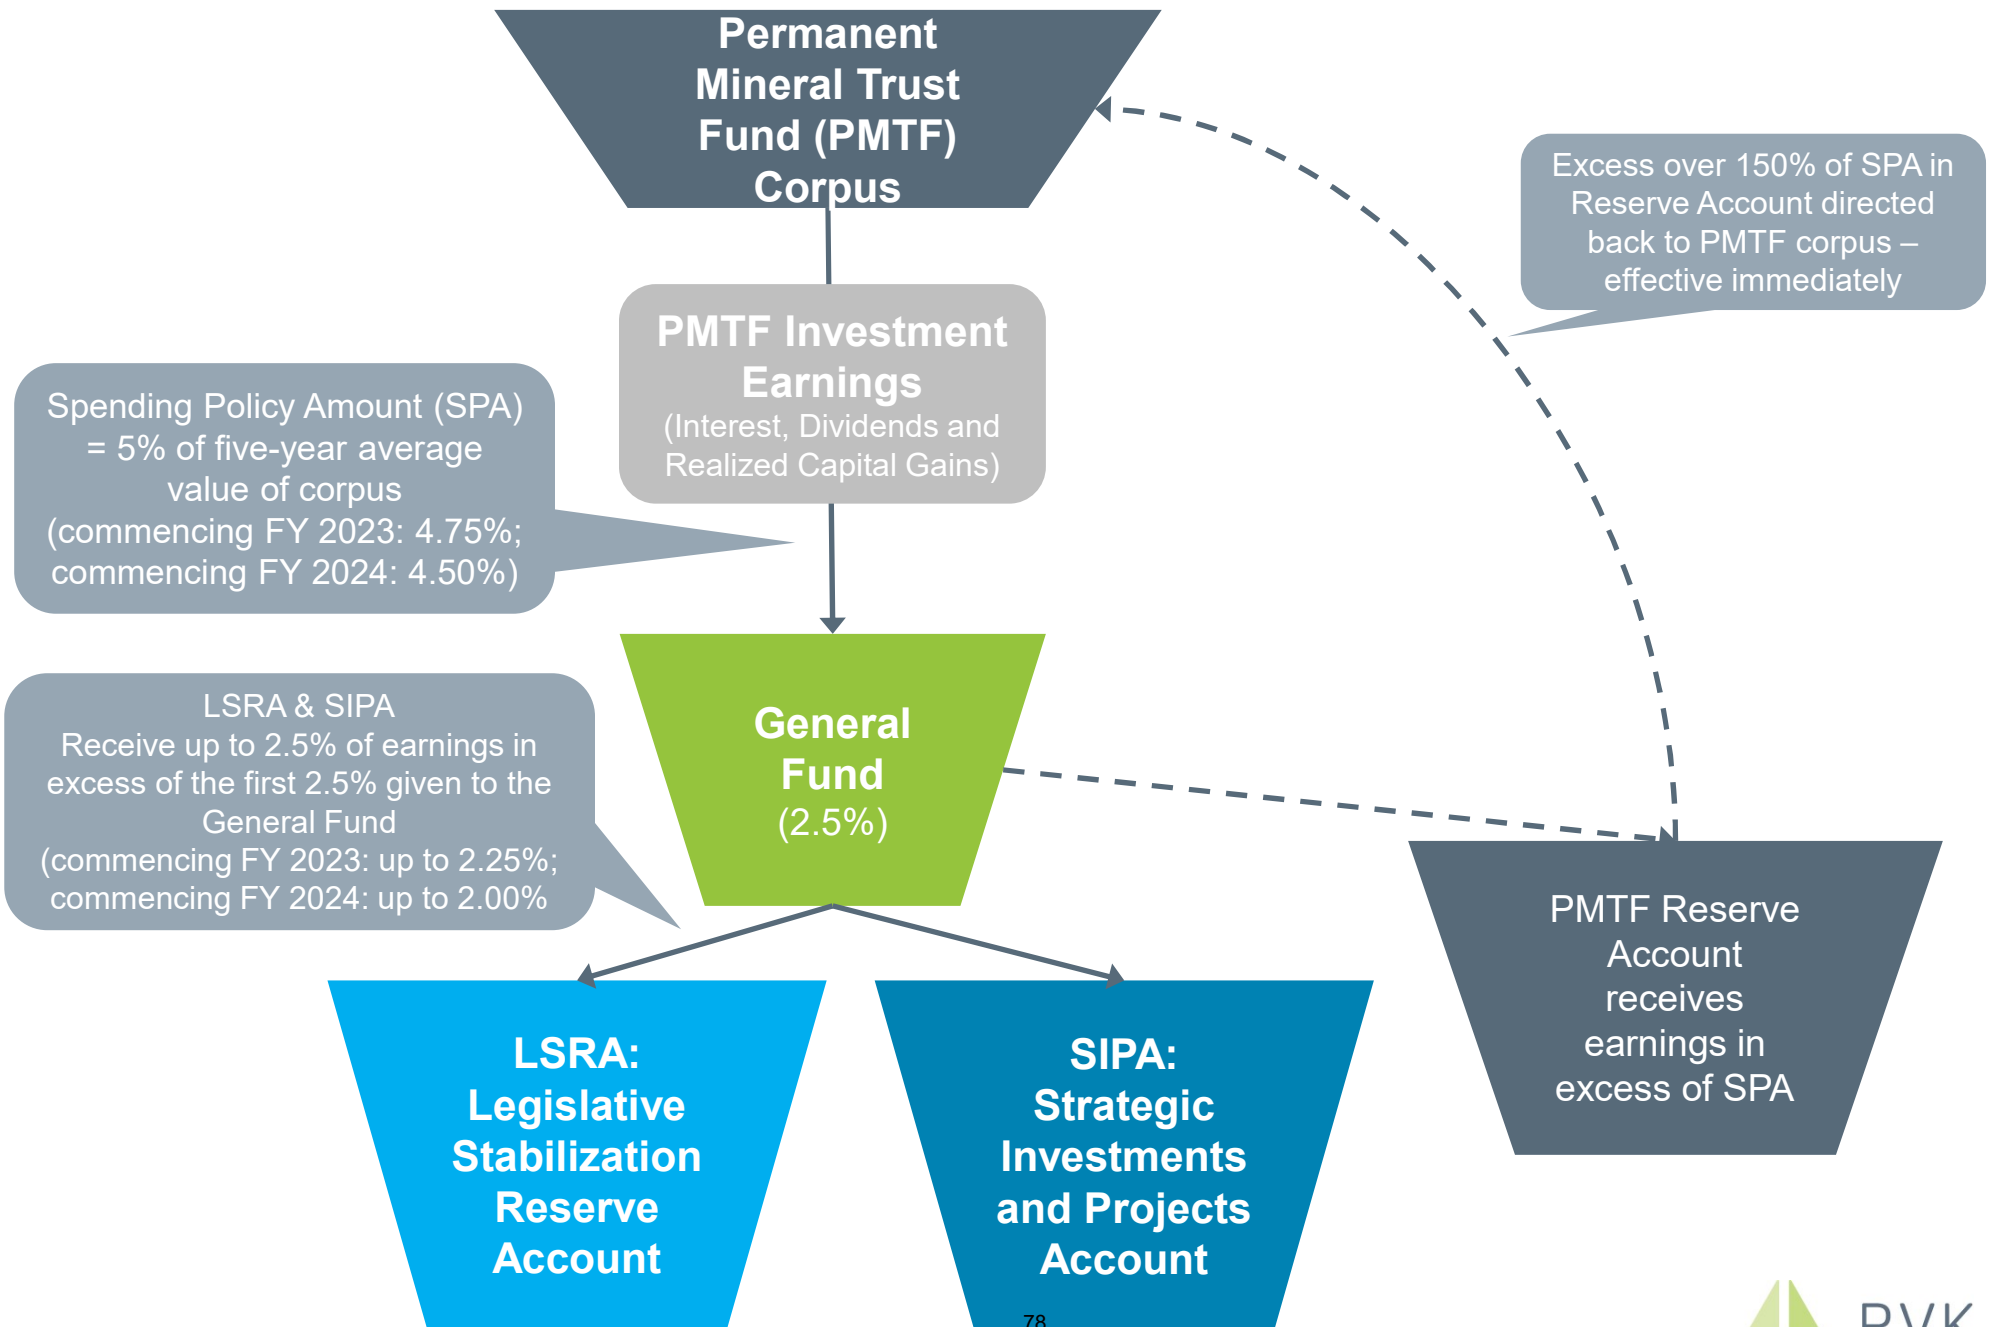 Permanent
Mineral Trust
Fund (PMTF)
Corpus
Excess over 150% of SPA in
Reserve Account directed
back to PMTF corpus –
effective immediately
PMTF Investment
Earnings
(Interest, Dividends and
Realized Capital Gains)
Spending Policy Amount (SPA)
= 5% of five-year average
value of corpus
(commencing FY 2023: 4.75%;
commencing FY 2024: 4.50%)
General
Fund
(2.5%)
LSRA & SIPA
Receive up to 2.5% of earnings in
excess of the first 2.5% given to the
General Fund
(commencing FY 2023: up to 2.25%;
commencing FY 2024: up to 2.00%
PMTF Reserve
Account
receives
earnings in
excess of SPA
LSRA:
Legislative
Stabilization
Reserve
Account
SIPA:
Strategic
Investments
and Projects
Account
78
RVK